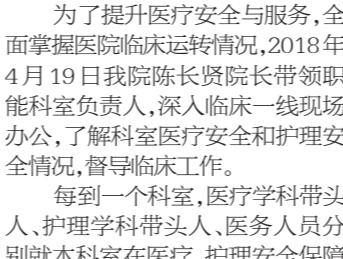 为了提升医疗安全与服务,全
面掌握医院临床运转情况,2018年
4月19日我院陈长贤院长带领职
能科室负责人,深入临床一线现场
办公,了解科室医疗安全和护理安
全情况,督导临床工作。
每到一个科室,医疗学科带头
人、护理学科带头人、医务人员分
别就本科室在医疗、护理安全保障